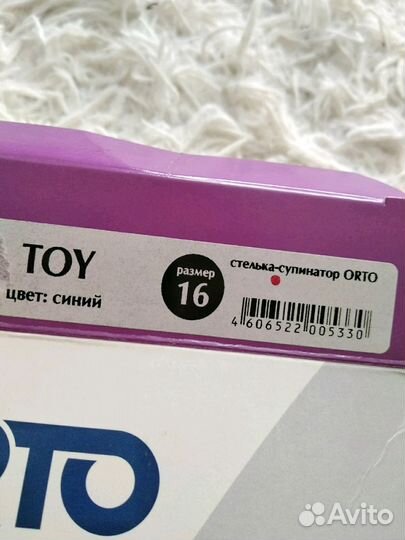 TOY
цвет: синий
размер
16
стелька-супинатор ORTO
4 606522 005330
RTO
Avito